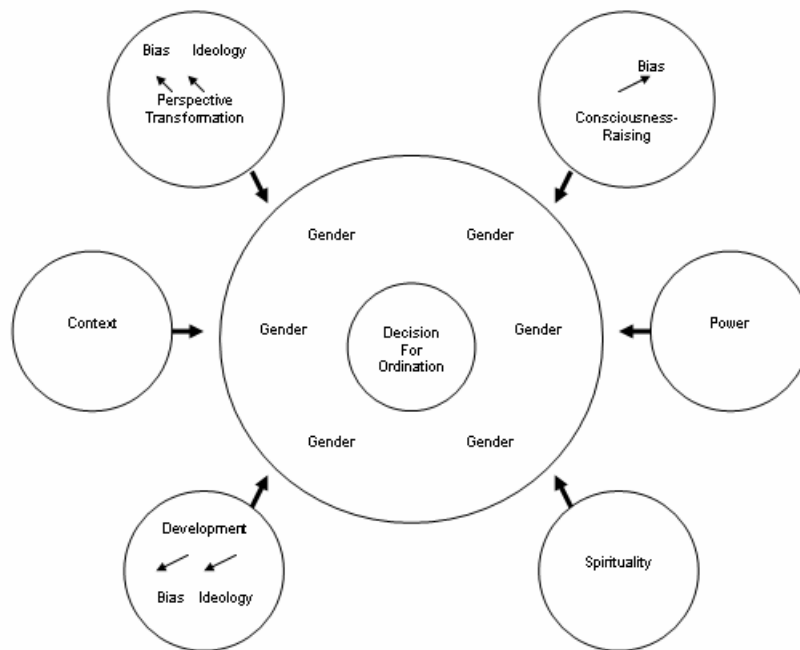 Bias Ideology
Perspective
Transformation
Bias
Consciousness-
Raising
Gender Gender
Context
Gender
Decision
For
Ordination
Gender
Power
Gender Gender
Development
Bias Ideology
Spirituality